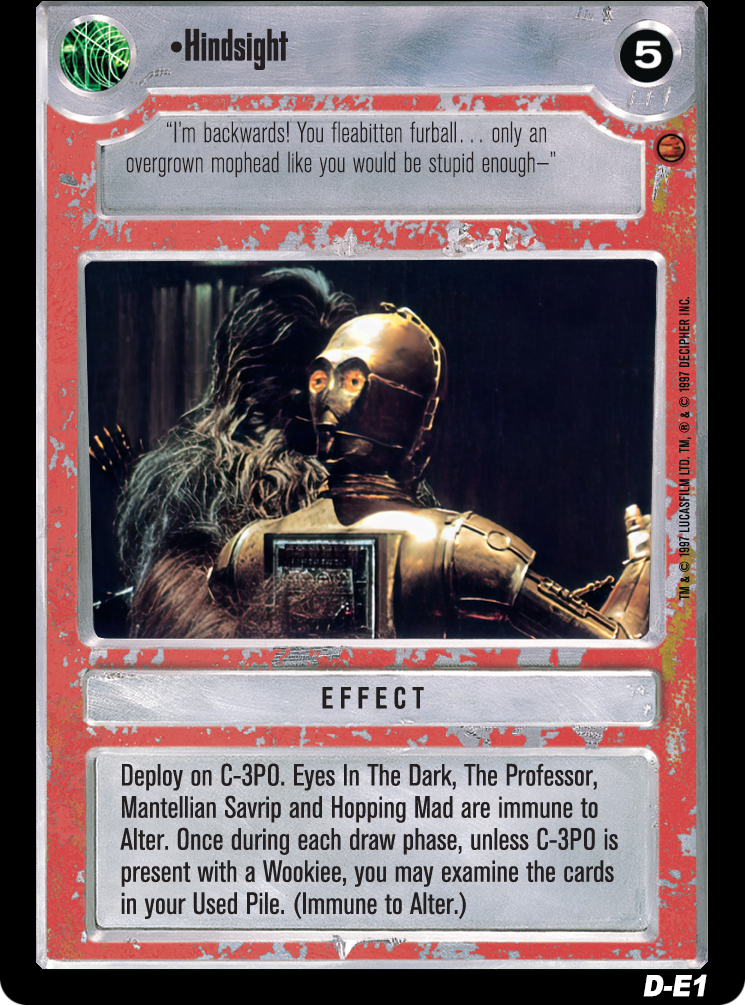 •Hindsight
5
“I'm backwards! You fleabitten furball... only an
overgrown mophead like you would be stupid enough–”
TM & © 1997 LUCASFILM LTD. TM, ® & © 1997 DECIPHER INC.
EFFECT
Deploy on C-3PO. Eyes In The Dark, The Professor,
Mantellian Savrip and Hopping Mad are immune to
Alter. Once during each draw phase, unless C-3PO is
present with a Wookiee, you may examine the cards
in your Used Pile. (Immune to Alter.)
D-E1